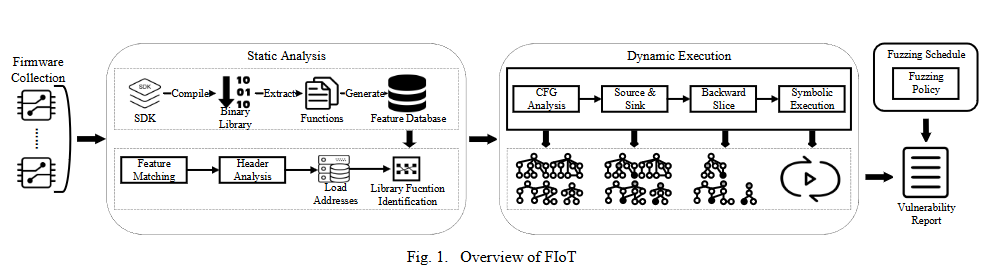 Firmware
Collection
Static Analysis
SDK
SDK
Compile
10
01
10
Binary
Library
Extract
Functions
Generate
Feature Database
Feature
Matching
Header
Analysis
Load
Addresses
Library Fucntion
Identification
Dynamic Execution
CFG
Analysis
Source &
Sink
Backward
Slice
Symbolic
Execution
Fuzzing Schedule
Fuzzing
Policy
Vulnerability
Report
Fig. 1. Overview of FIoT